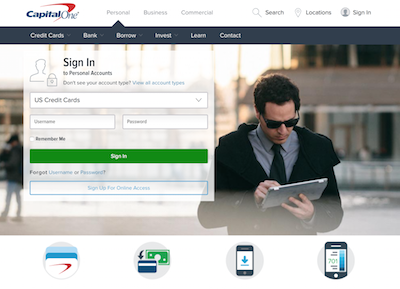 Capital One
Personal Business Commercial Search Locations Sign In
Credit Cards Bank Borrow Invest Learn Contact
Sign In
to Personal Accounts
Don't see your account type? View all account types
US Credit Cards
Username Password
Remember Me
Sign In
Forgot Username or Password?
Sign Up For Online Access
701